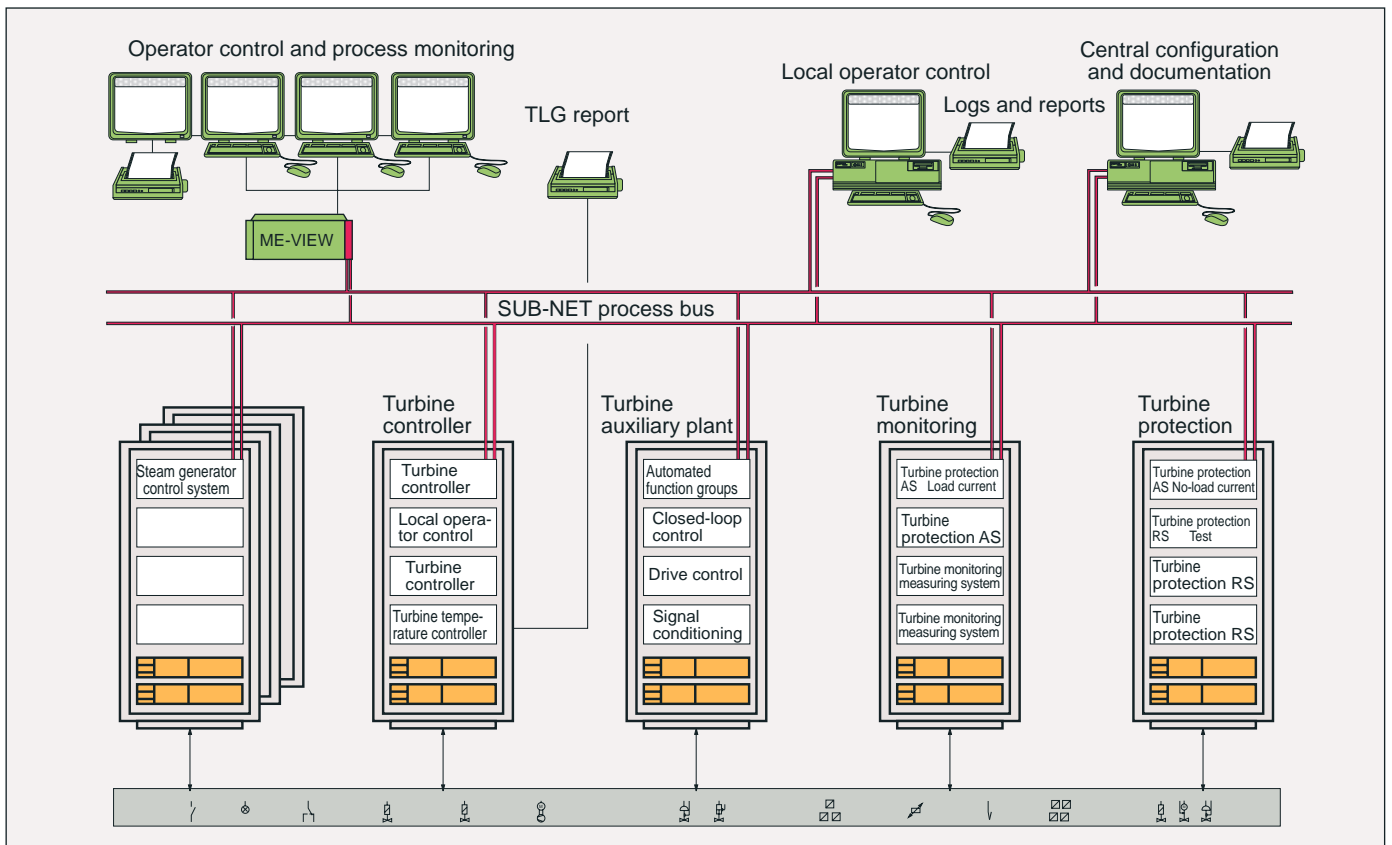 Operator control and process monitoring
TLG report
Local operator control
Logs and reports
Central configuration
and documentation
ME-VIEW
SUB-NET process bus
Steam generator
control system
Turbine
controller
Turbine
controller
Local opera-
tor control
Turbine
controller
Turbine tempe-
rature controller
Turbine
auxiliary plant
Automated
function groups
Closed-loop
control
Drive control
Signal
conditioning
Turbine
monitoring
Turbine protection
AS Load current
Turbine
protection AS
Turbine monitoring
measuring system
Turbine monitoring
measuring system
Turbine
protection
Turbine protection
AS No-load current
Turbine protection
RS Test
Turbine
protection RS
Turbine
protection RS